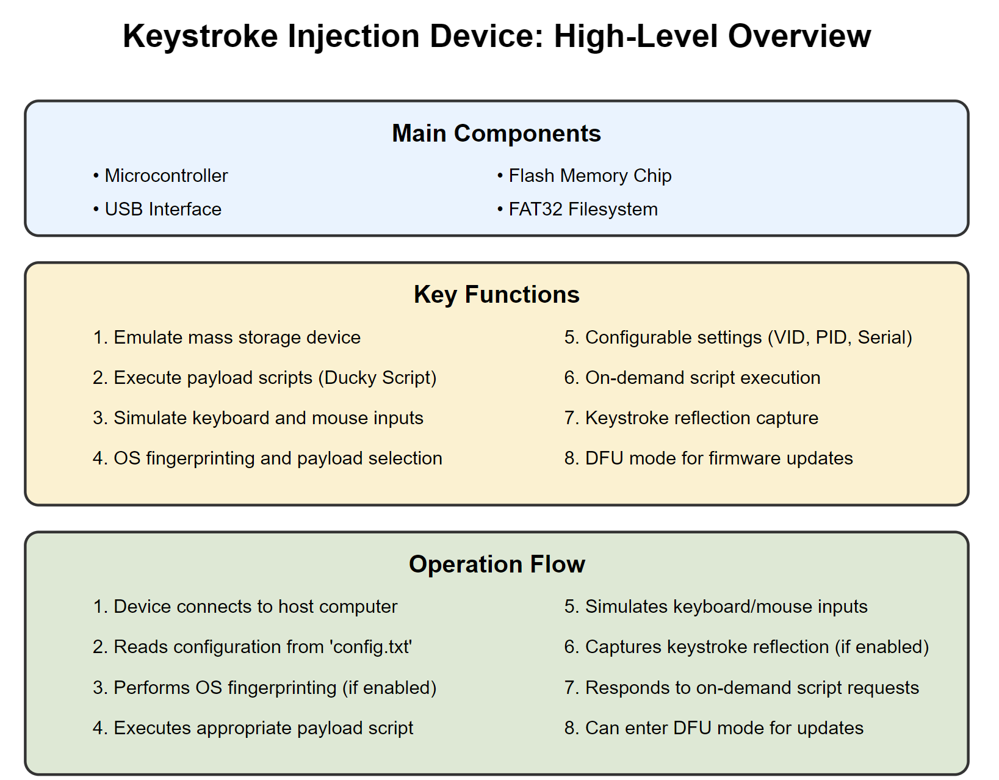 Keystroke Injection Device: High-Level Overview
Main Components
• Microcontroller
• USB Interface
• Flash Memory Chip
• FAT32 Filesystem
Key Functions
1. Emulate mass storage device
2. Execute payload scripts (Ducky Script)
3. Simulate keyboard and mouse inputs
4. OS fingerprinting and payload selection
5. Configurable settings (VID, PID, Serial)
6. On-demand script execution
7. Keystroke reflection capture
8. DFU mode for firmware updates
Operation Flow
1. Device connects to host computer
2. Reads configuration from 'config.txt'
3. Performs OS fingerprinting (if enabled)
4. Executes appropriate payload script
5. Simulates keyboard/mouse inputs
6. Captures keystroke reflection (if enabled)
7. Responds to on-demand script requests
8. Can enter DFU mode for updates